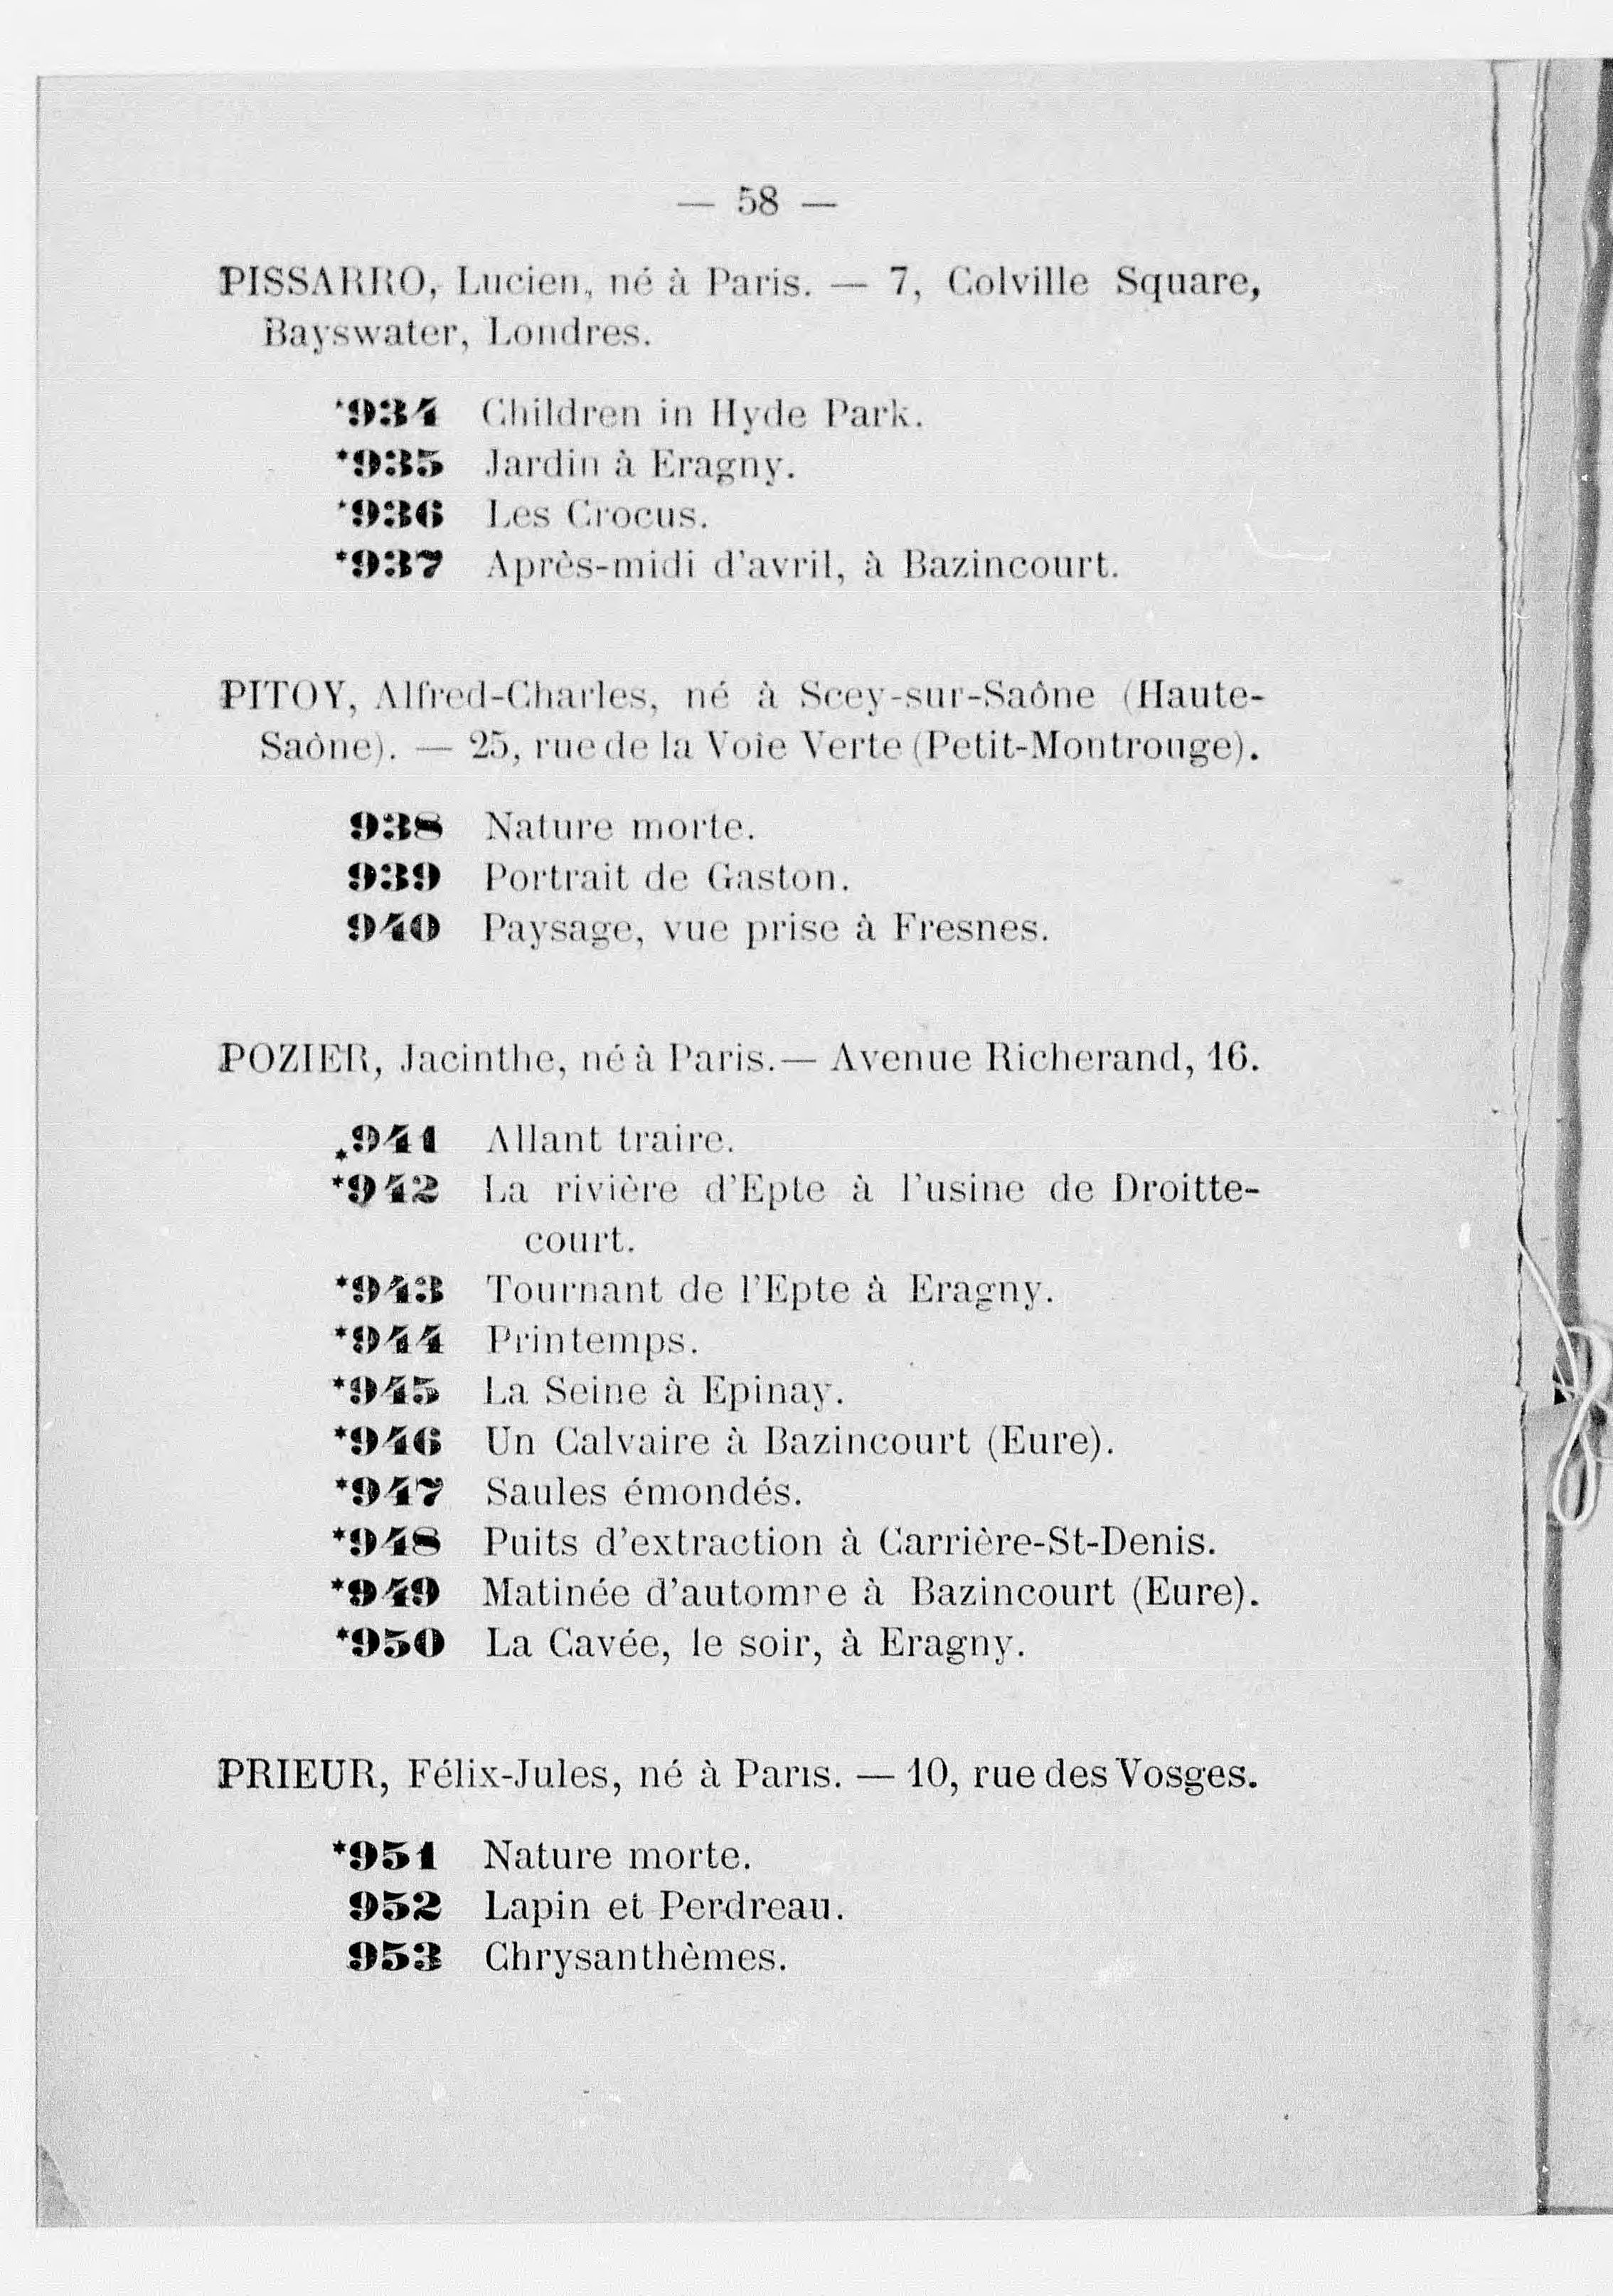 — 58 —
PISSARRO, Lucien, né à Paris. — 7, Colville Square,
Bayswater, Londres.
*934 Children in Hyde Park.
*935 Jardin à Eragny.
*936 Les Crocus.
*937 Après-midi d'avril, à Bazincourt.
PITOY, Alfred-Charles, né à Scey-sur-Saône (Haute-
Saône). — 25, rue de la Voie Verte (Petit-Montrouge).
938 Nature morte.
939 Portrait de Gaston.
940 Paysage, vue prise à Fresnes.
POZIER, Jacinthe, né à Paris. — Avenue Richerand, 16.
*941 Allant traire.
*942 La rivière d'Epte à l'usine de Droitte-
court.
*943 Tournant de l'Epte à Eragny.
*944 Printemps.
*945 La Seine à Epinay.
*946 Un Calvaire à Bazincourt (Eure).
*947 Saules émondés.
*948 Puits d'extraction à Carrière-St-Denis.
*949 Matinée d'automne à Bazincourt (Eure).
*950 La Cavée, le soir, à Eragny.
PRIEUR, Félix-Jules, né à Paris. — 10, rue des Vosges.
*951 Nature morte.
952 Lapin et Perdreau.
953 Chrysanthèmes.